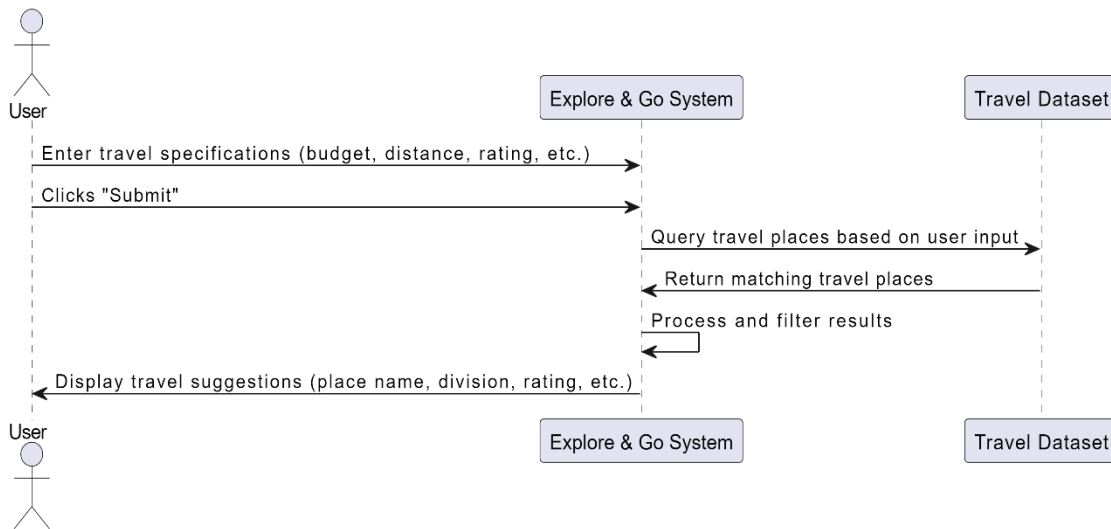 User
Explore & Go System
Travel Dataset
Enter travel specifications (budget, distance, rating, etc.)
Clicks "Submit"
Query travel places based on user input
Return matching travel places
Process and filter results
Display travel suggestions (place name, division, rating, etc.)
User
Explore & Go System
Travel Dataset